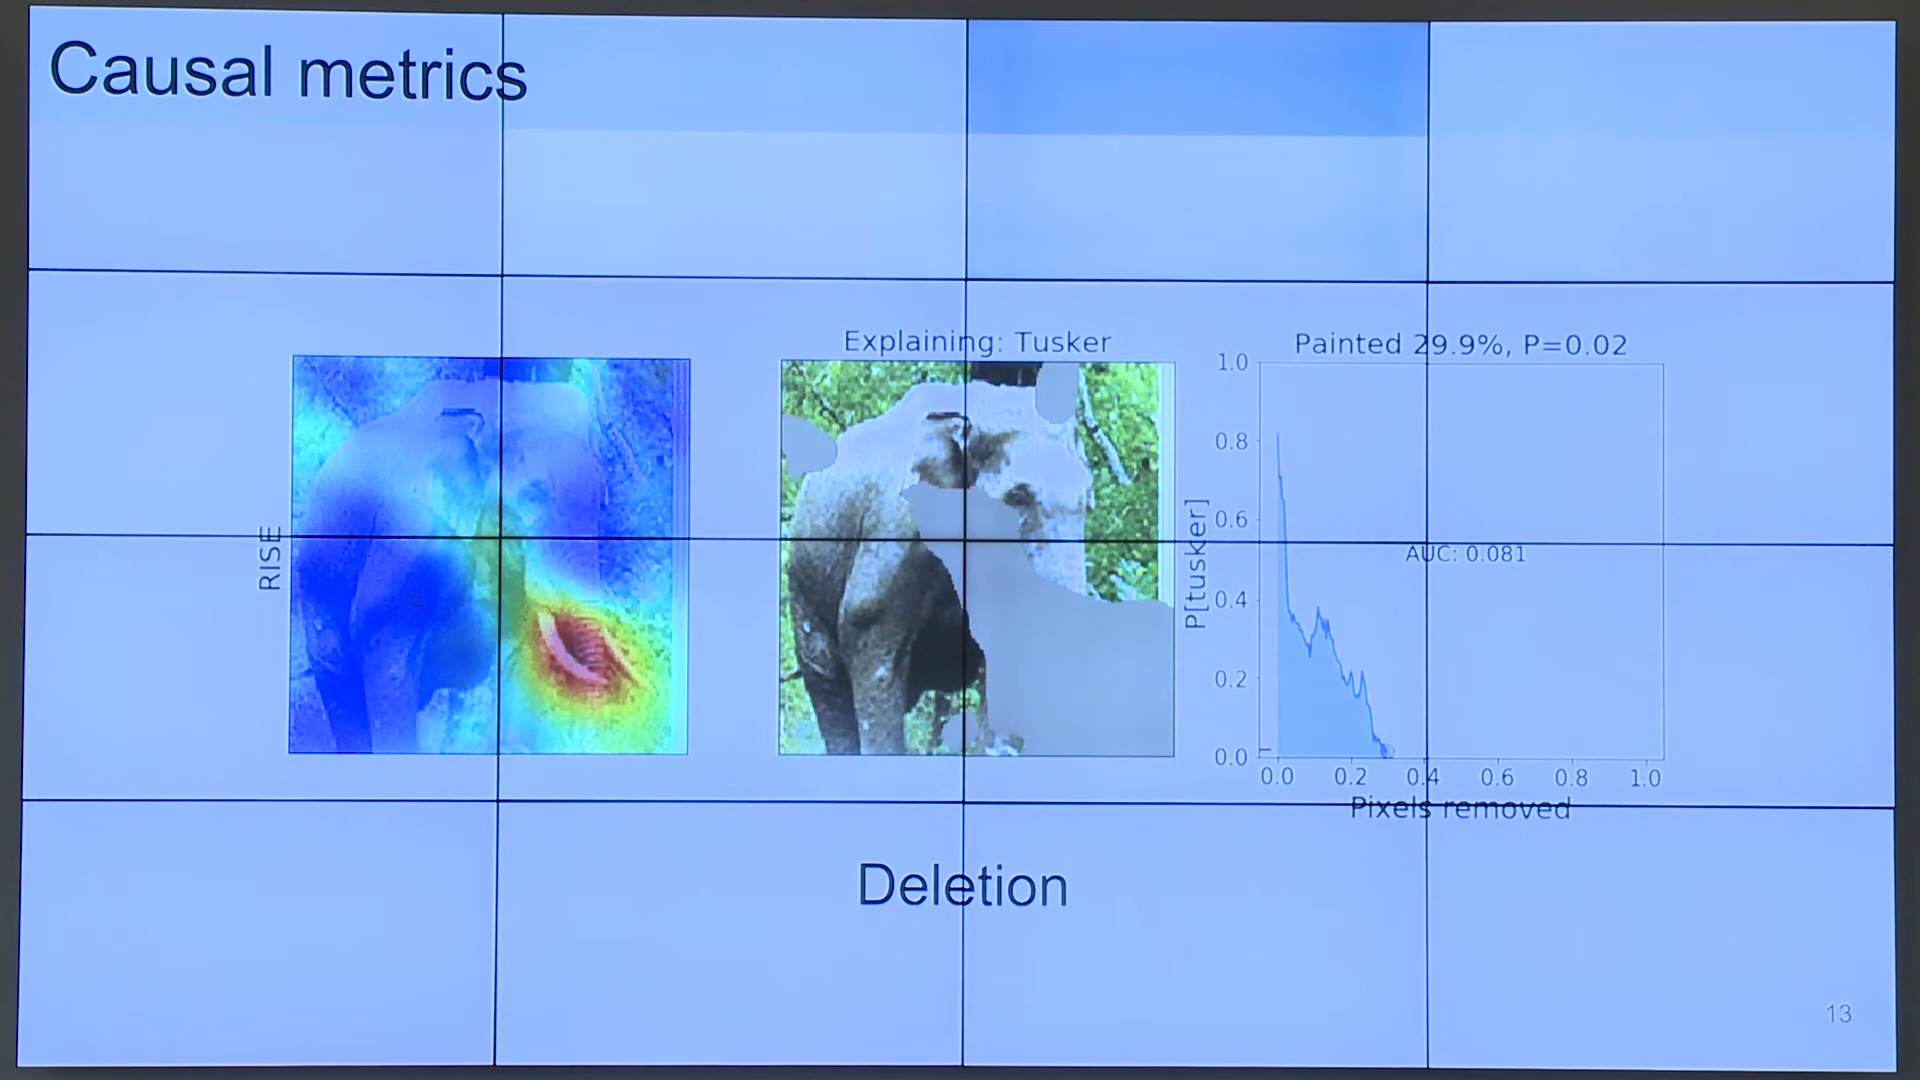 Causal metrics
RISE
Explaining: Tusker
Painted 29.9%, P=0.02
P[tusker]
1.0
0.8
0.6
0.4
0.2
0.0
AUC: 0.081
0.0 0.2 0.4 0.6 0.8 1.0
Pixels removed
Deletion
13